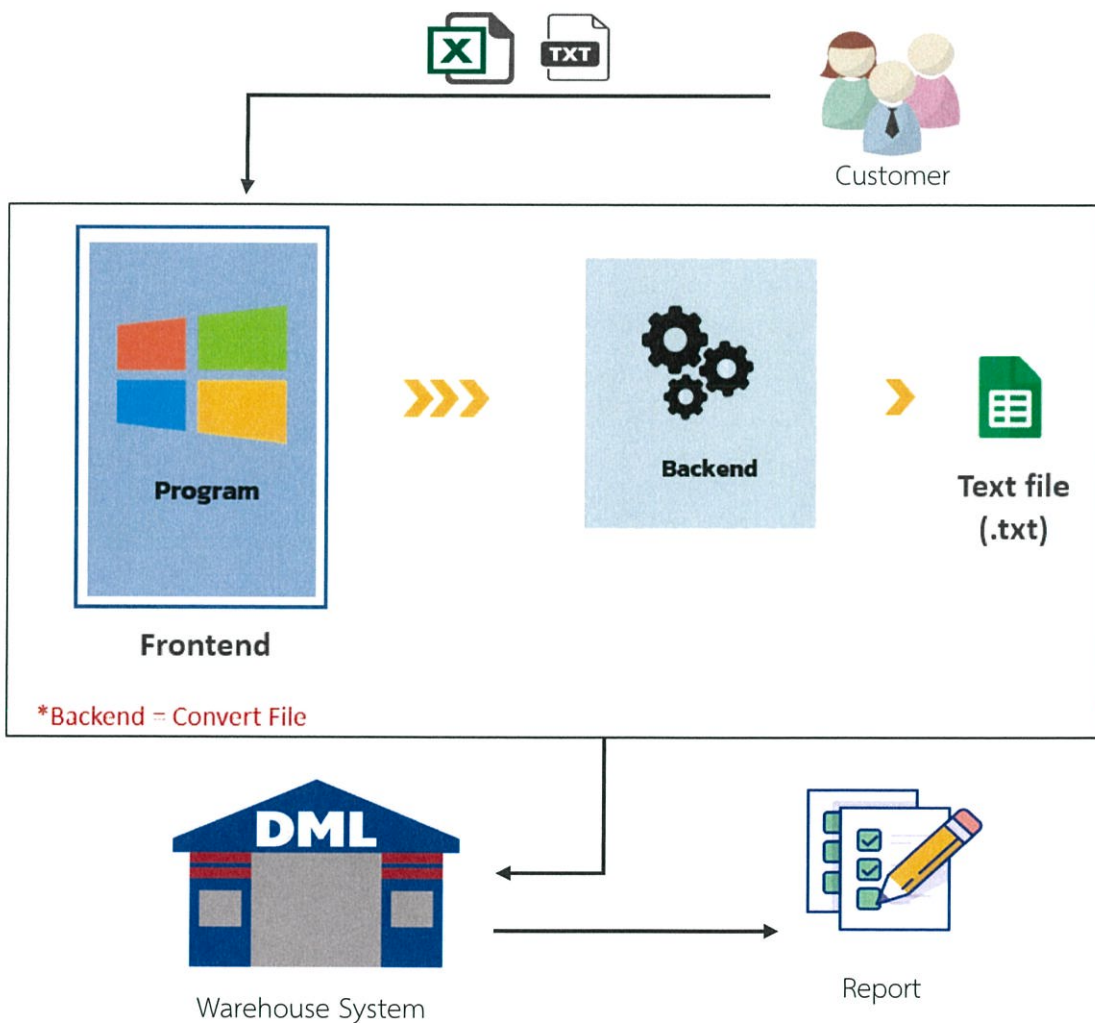 X
TXT
Customer
Program
Backend
Text file
(.txt)
Frontend
*Backend = Convert File
DML
Warehouse System
Report